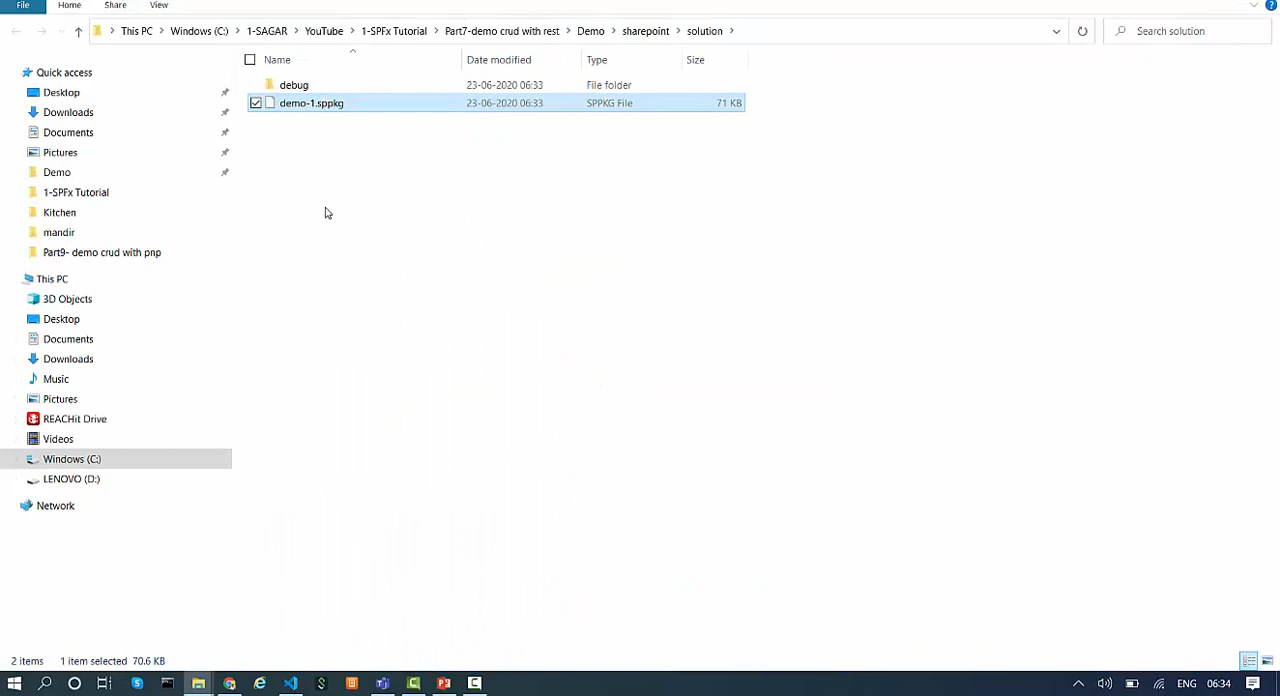 File Home Share View
This PC Windows (C:) 1-SAGAR YouTube 1-SPFx Tutorial Part7-demo crud with rest Demo sharepoint solution Search solution
Name Date modified Type Size
Quick access
debug 23-06-2020 06:33 File folder
Desktop
demo-1.sppkg 23-06-2020 06:33 SPPKG File 71 KB
Downloads
Documents
Pictures
Demo
1-SPFx Tutorial
Kitchen
mandir
Part9- demo crud with pnp
This PC
3D Objects
Desktop
Documents
Downloads
Music
Pictures
REACHit Drive
Videos
Windows (C:)
LENOVO (D:)
Network
2 items 1 item selected 70.6 KB
ENG 06:34